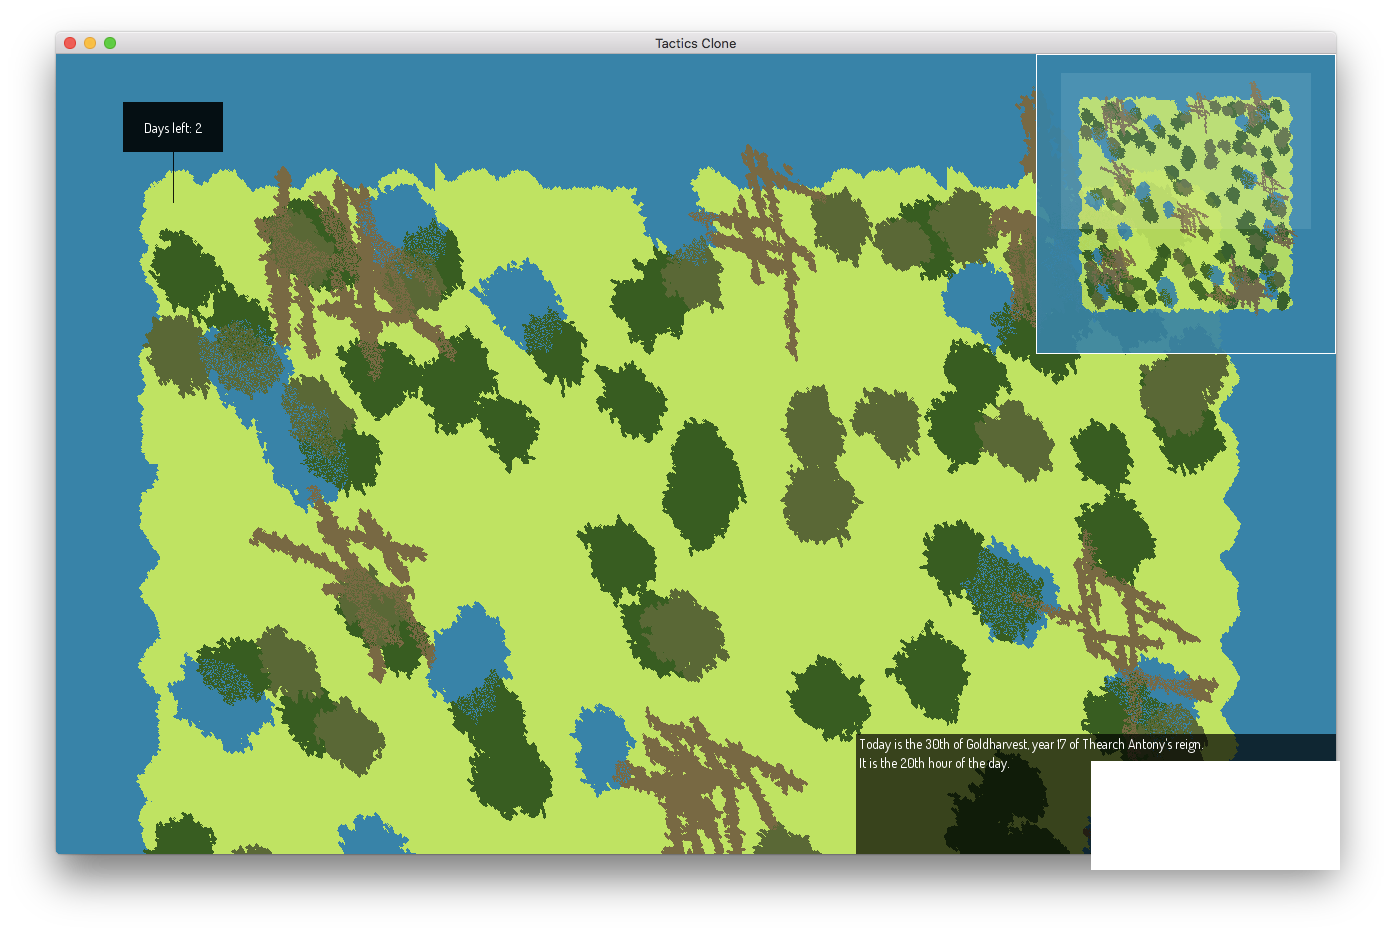 Tactics Clone
Days left: 2
Today is the 30th of Goldharvest, year 17 of Thearch Antony's reign.
It is the 20th hour of the day.